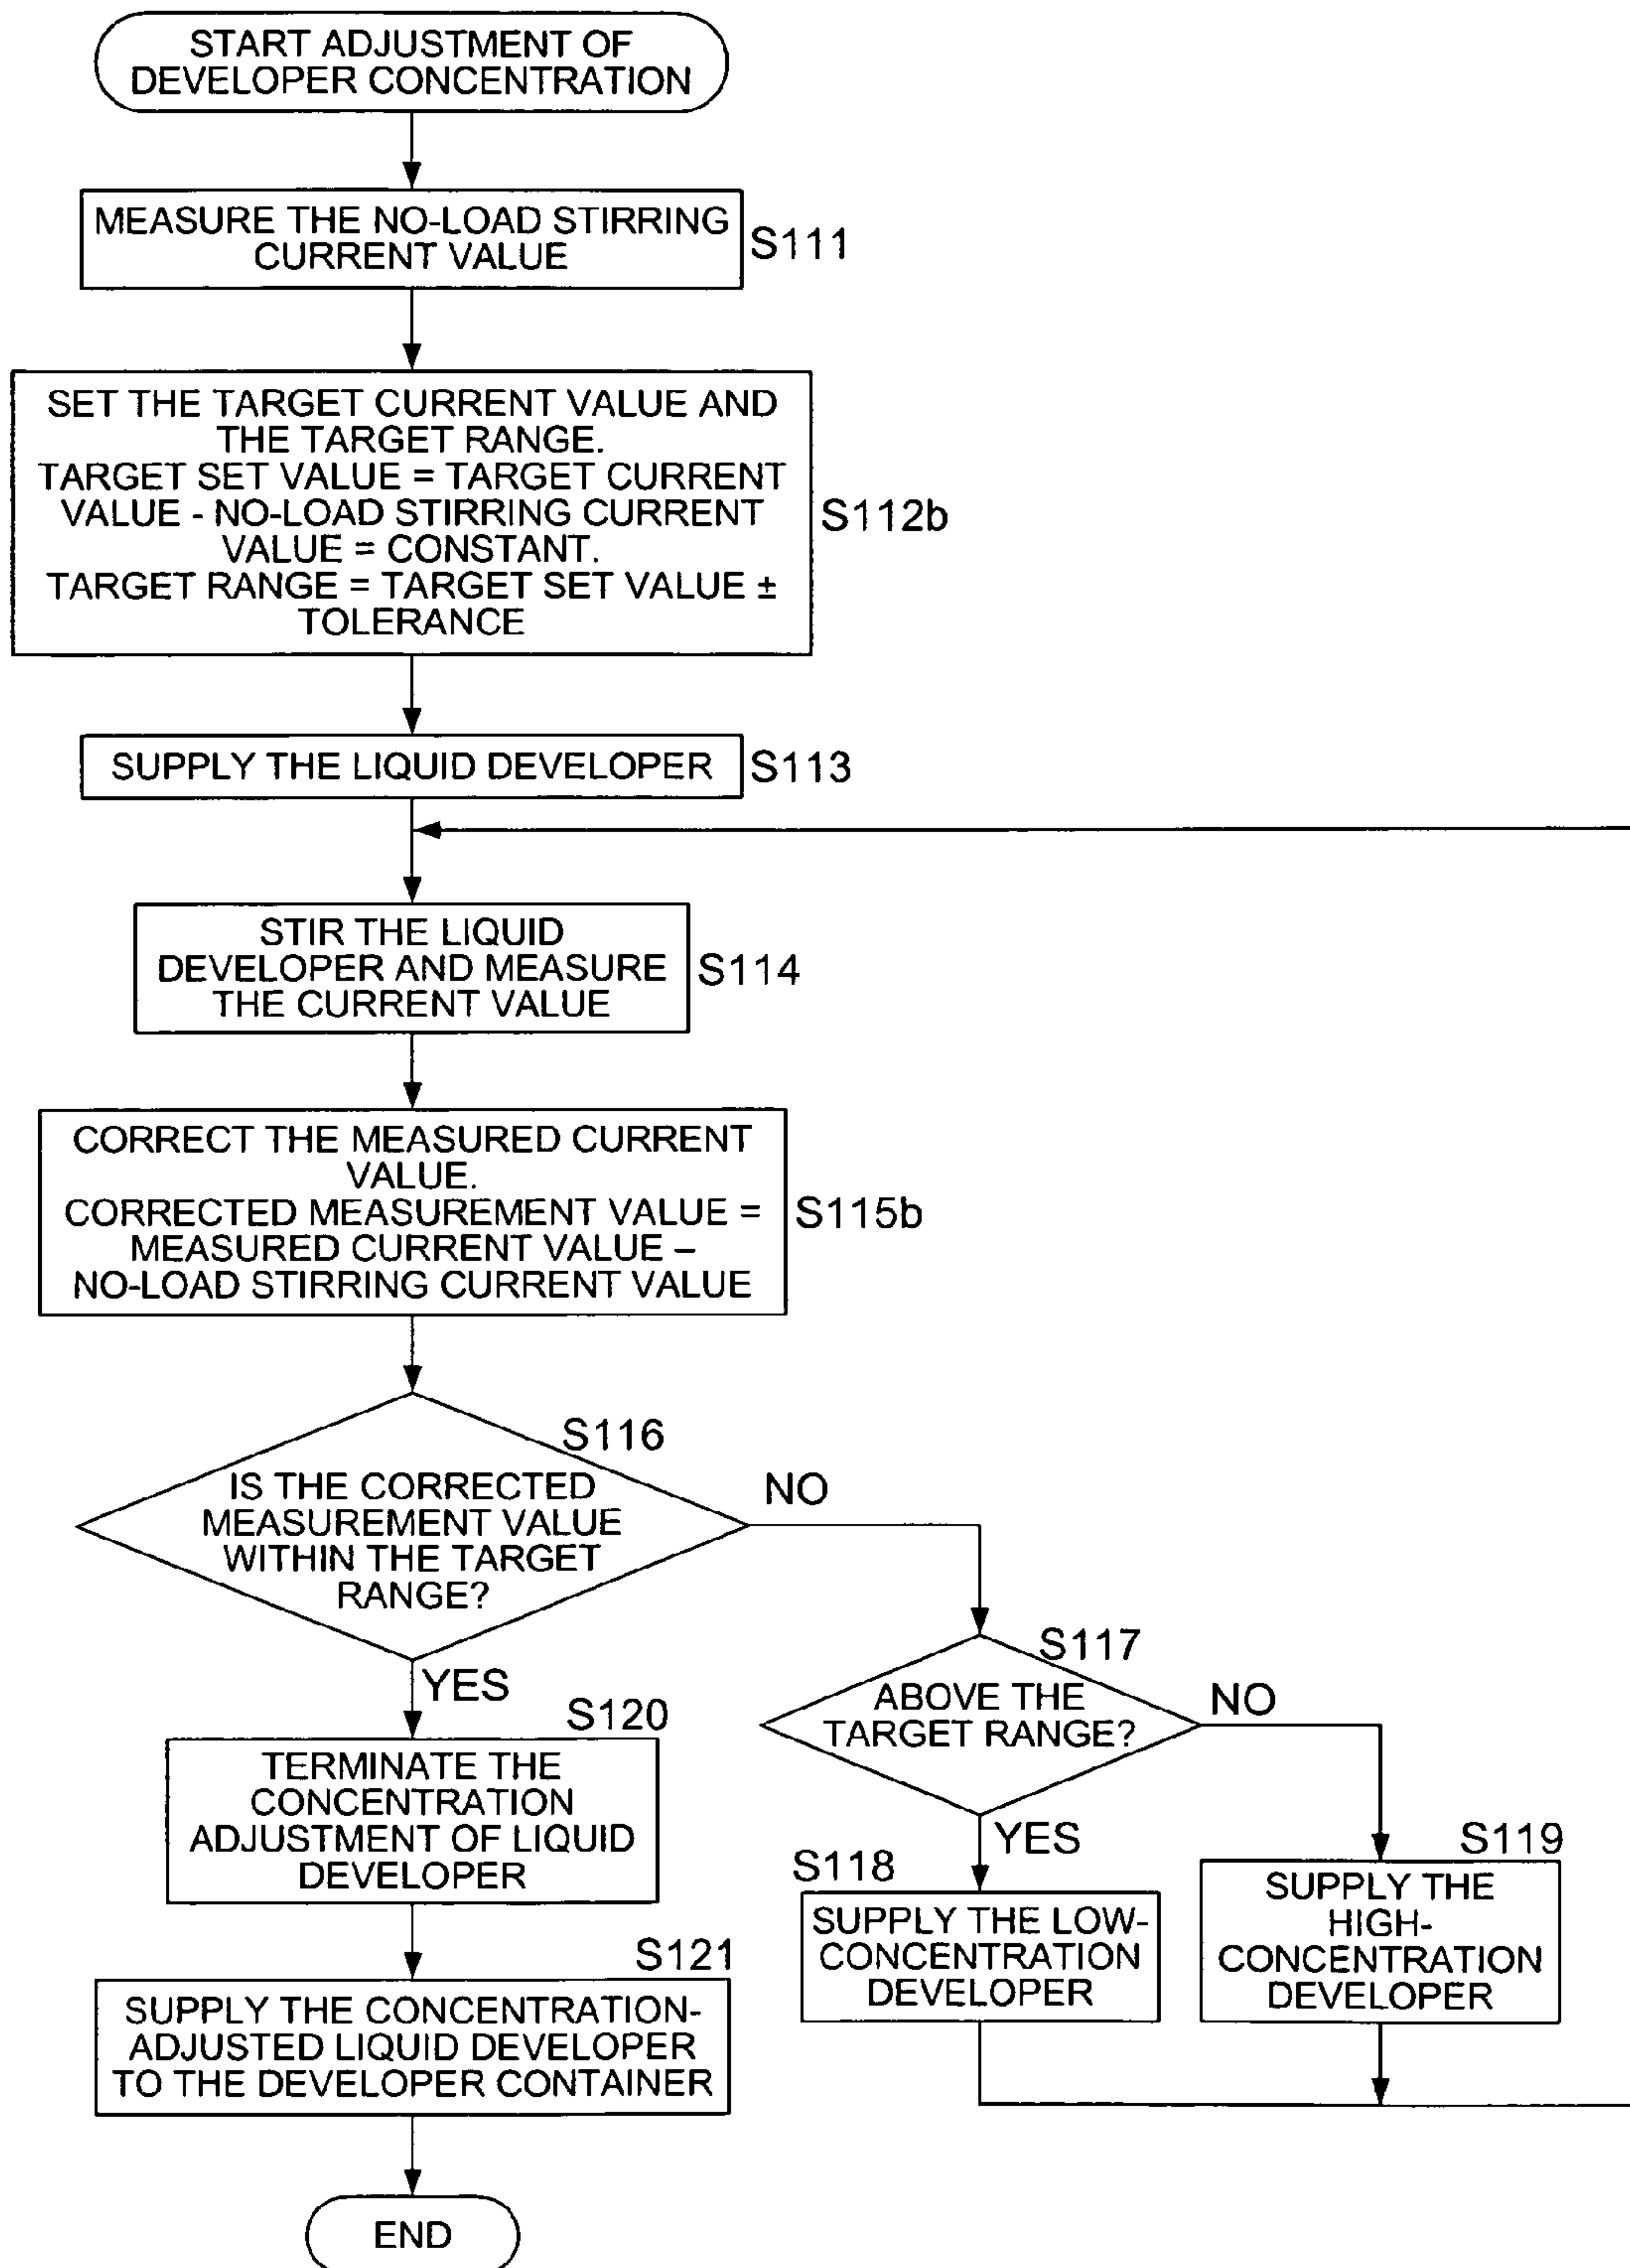 START ADJUSTMENT OF
DEVELOPER CONCENTRATION
MEASURE THE NO-LOAD STIRRING
CURRENT VALUE
S111
SET THE TARGET CURRENT VALUE AND
THE TARGET RANGE.
TARGET SET VALUE = TARGET CURRENT
VALUE - NO-LOAD STIRRING CURRENT
VALUE = CONSTANT.
TARGET RANGE = TARGET SET VALUE ±
TOLERANCE
S112b
SUPPLY THE LIQUID DEVELOPER
S113
STIR THE LIQUID
DEVELOPER AND MEASURE
THE CURRENT VALUE
S114
CORRECT THE MEASURED CURRENT
VALUE.
CORRECTED MEASUREMENT VALUE =
MEASURED CURRENT VALUE –
NO-LOAD STIRRING CURRENT VALUE
S115b
S116
IS THE CORRECTED
MEASUREMENT VALUE
WITHIN THE TARGET
RANGE?
NO
YES
S117
ABOVE THE
TARGET RANGE?
NO
YES
S120
TERMINATE THE
CONCENTRATION
ADJUSTMENT OF LIQUID
DEVELOPER
S118
SUPPLY THE LOW-
CONCENTRATION
DEVELOPER
S119
SUPPLY THE
HIGH-
CONCENTRATION
DEVELOPER
S121
SUPPLY THE CONCENTRATION-
ADJUSTED LIQUID DEVELOPER
TO THE DEVELOPER CONTAINER
END